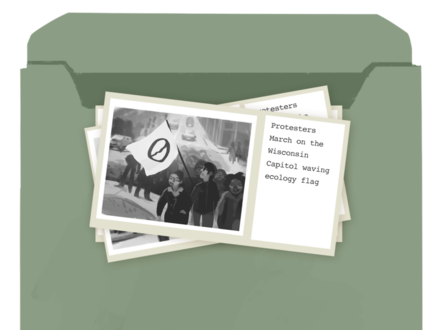 Protesters
March on the
Wisconsin
Capitol waving
ecology flag